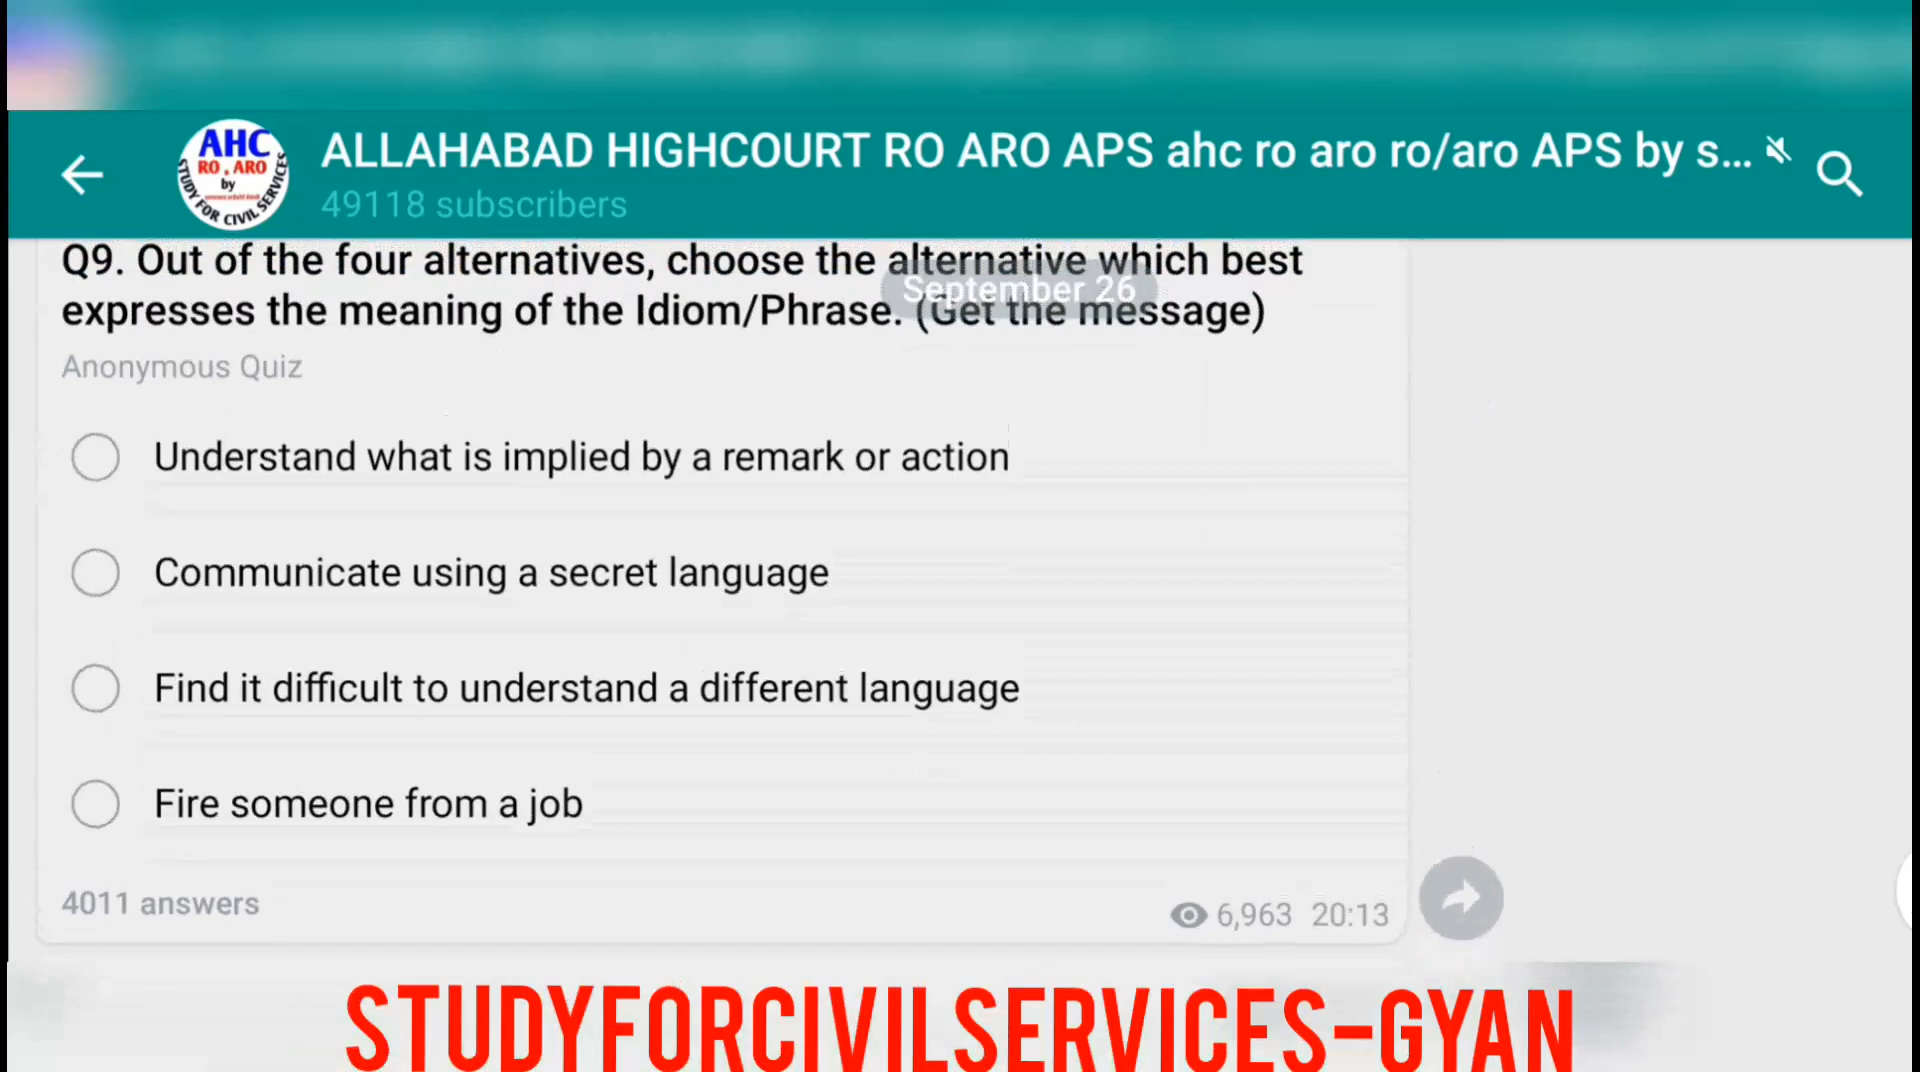 AHC
RO , ARO
by
STUDY FOR CIVIL SERVICES
ALLAHABAD HIGHCOURT RO ARO APS ahc ro aro ro/aro APS by s...
49118 subscribers
Q9. Out of the four alternatives, choose the alternative which best
expresses the meaning of the Idiom/Phrase. (Get the message)
September 26
Anonymous Quiz
Understand what is implied by a remark or action
Communicate using a secret language
Find it difficult to understand a different language
Fire someone from a job
4011 answers
6,963 20:13
STUDYFORCIVILSERVICES-GYAN